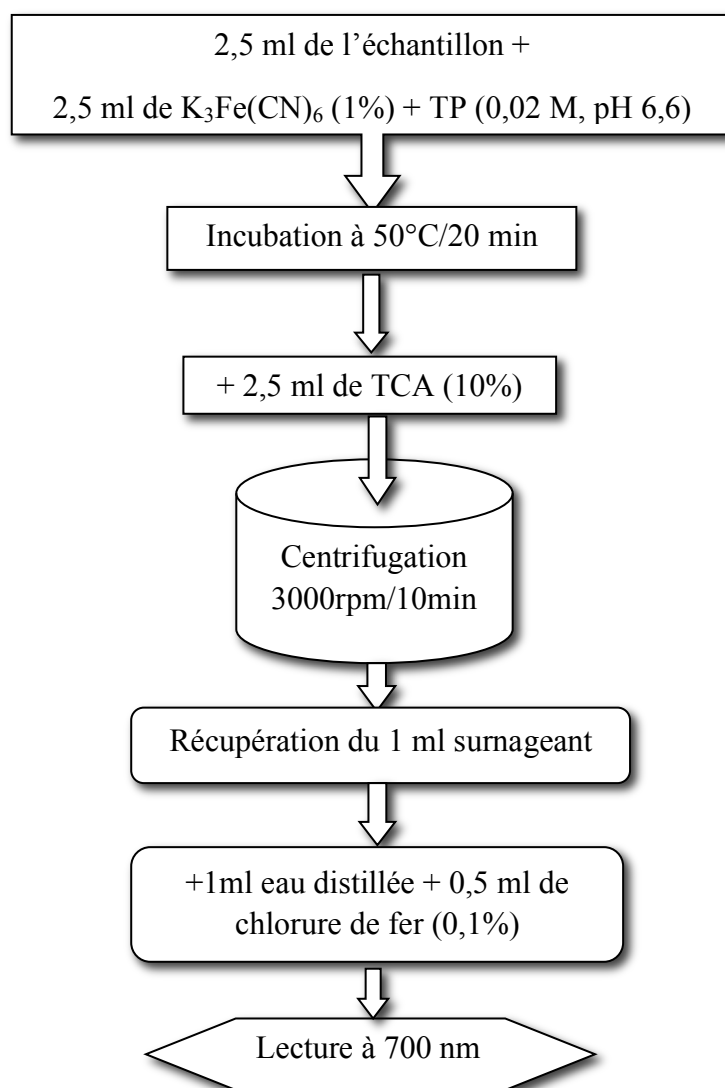 2,5 ml de l’échantillon +
2,5 ml de K₃Fe(CN)₆ (1%) + TP (0,02 M, pH 6,6)
Incubation à 50°C/20 min
+ 2,5 ml de TCA (10%)
Centrifugation
3000rpm/10min
Récupération du 1 ml surnageant
+1ml eau distillée + 0,5 ml de
chlorure de fer (0,1%)
Lecture à 700 nm